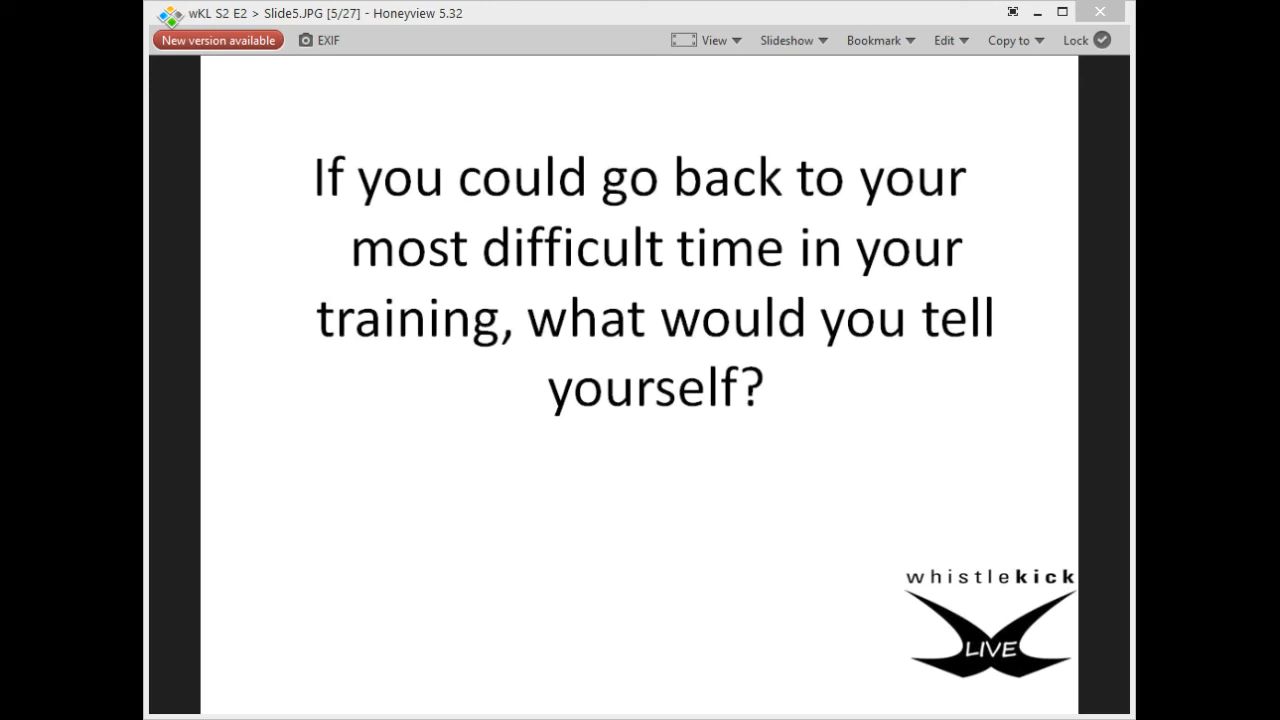 wKL S2 E2 > Slide5.JPG [5/27] - Honeyview 5.32
New version available EXIF View Slideshow Bookmark Edit Copy to Lock
If you could go back to your
most difficult time in your
training, what would you tell
yourself?
whistlekick
LIVE